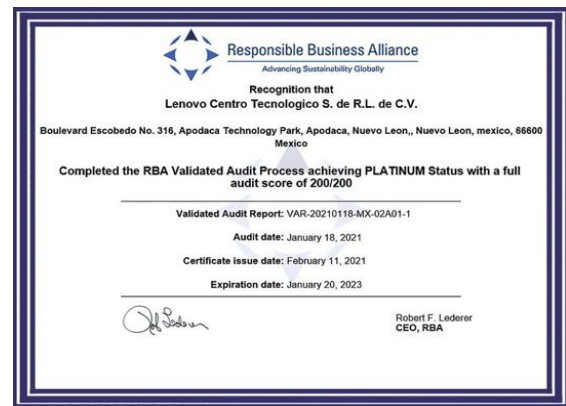 Responsible Business Alliance
Advancing Sustainability Globally
Recognition that
Lenovo Centro Tecnologico S. de R.L. de C.V.
Boulevard Escobedo No. 316, Apodaca Technology Park, Apodaca, Nuevo Leon,, Nuevo Leon, mexico, 66600
Mexico
Completed the RBA Validated Audit Process achieving PLATINUM Status with a full
audit score of 200/200
Validated Audit Report: VAR-20210118-MX-02A01-1
Audit date: January 18, 2021
Certificate issue date: February 11, 2021
Expiration date: January 20, 2023
Robert F. Lederer
CEO, RBA